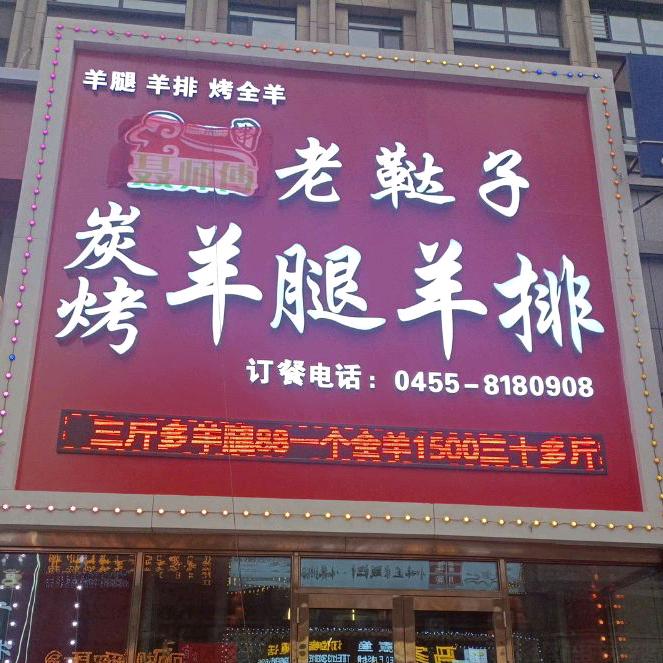 羊腿 羊排 烤全羊
聂师傅
老鞑子
炭烤
羊腿羊排
订餐电话：0455-8180908
三斤多羊腿88一个全羊1500三十多斤